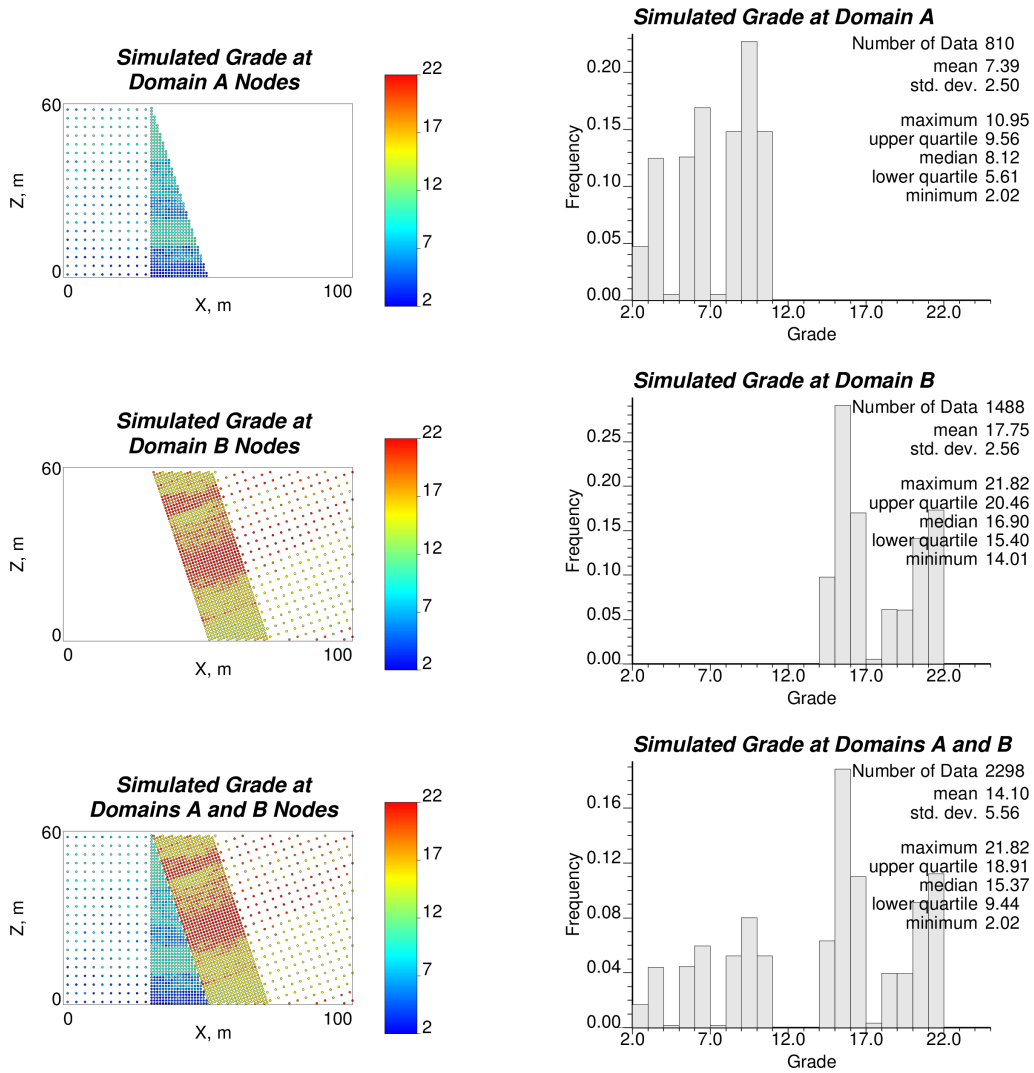 Simulated Grade at
Domain A Nodes
60
0
Z, m
0
100
X, m
22
17
12
7
2
Simulated Grade at Domain A
Number of Data 810
mean 7.39
std. dev. 2.50
maximum 10.95
upper quartile 9.56
median 8.12
lower quartile 5.61
minimum 2.02
Frequency
0.20
0.15
0.10
0.05
0.00
2.0 7.0 12.0 17.0 22.0
Grade
Simulated Grade at
Domain B Nodes
60
0
Z, m
0
100
X, m
22
17
12
7
2
Simulated Grade at Domain B
Number of Data 1488
mean 17.75
std. dev. 2.56
maximum 21.82
upper quartile 20.46
median 16.90
lower quartile 15.40
minimum 14.01
Frequency
0.25
0.20
0.15
0.10
0.05
0.00
2.0 7.0 12.0 17.0 22.0
Grade
Simulated Grade at
Domains A and B Nodes
60
0
Z, m
0
100
X, m
22
17
12
7
2
Simulated Grade at Domains A and B
Number of Data 2298
mean 14.10
std. dev. 5.56
maximum 21.82
upper quartile 18.91
median 15.37
lower quartile 9.44
minimum 2.02
Frequency
0.16
0.12
0.08
0.04
0.00
2.0 7.0 12.0 17.0 22.0
Grade